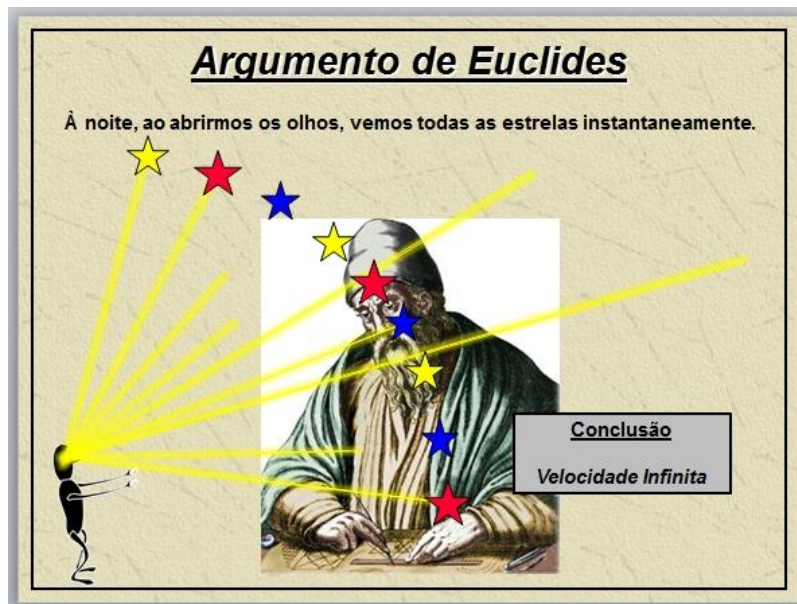 Argumento de Euclides
À noite, ao abrirmos os olhos, vemos todas as estrelas instantaneamente.
Conclusão
Velocidade Infinita